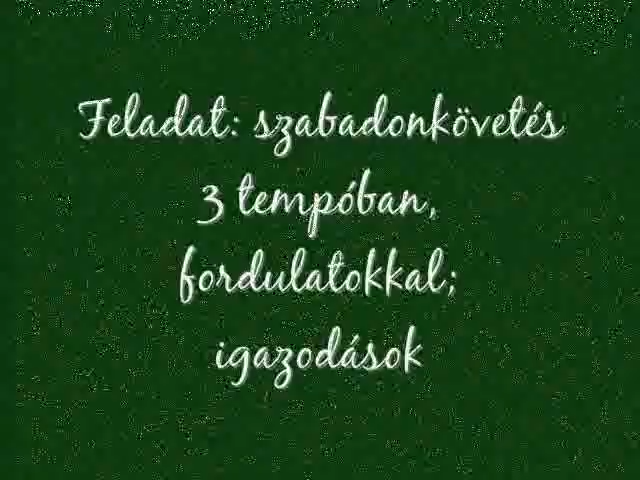 Feladat: szabadonkövetés
3 tempóban,
fordulatokkal;
igazodások